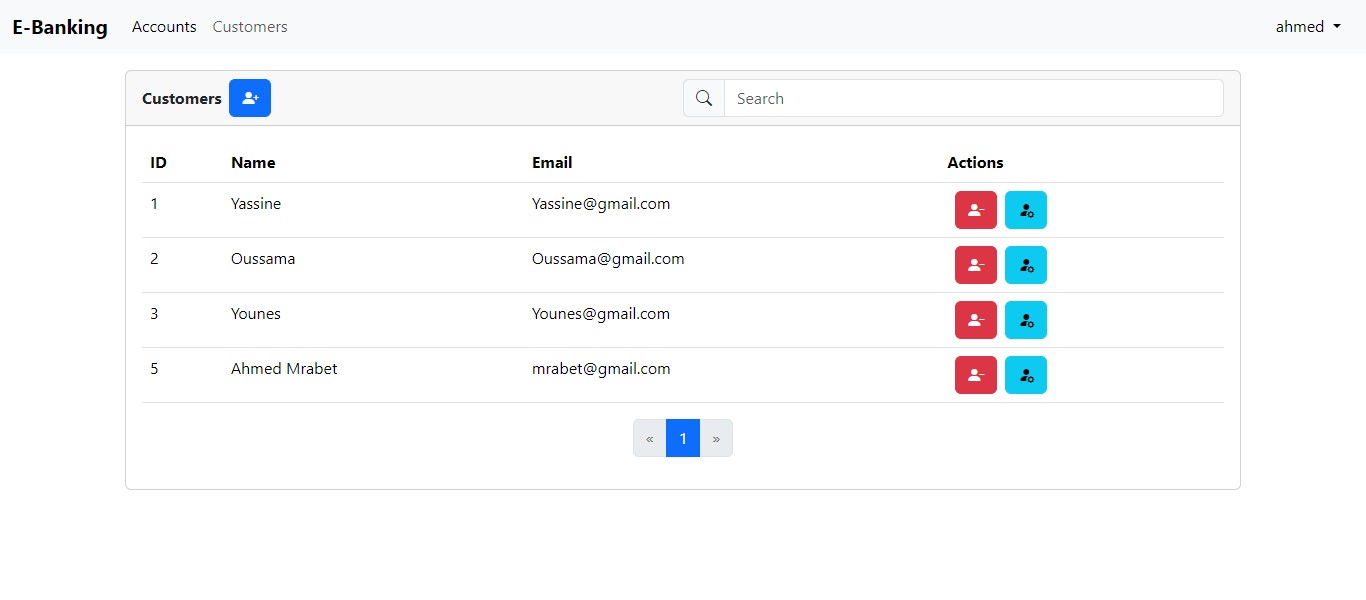 E-Banking Accounts Customers ahmed
Customers Search
ID Name Email Actions
1 Yassine Yassine@gmail.com
2 Oussama Oussama@gmail.com
3 Younes Younes@gmail.com
5 Ahmed Mrabet mrabet@gmail.com
« 1 »